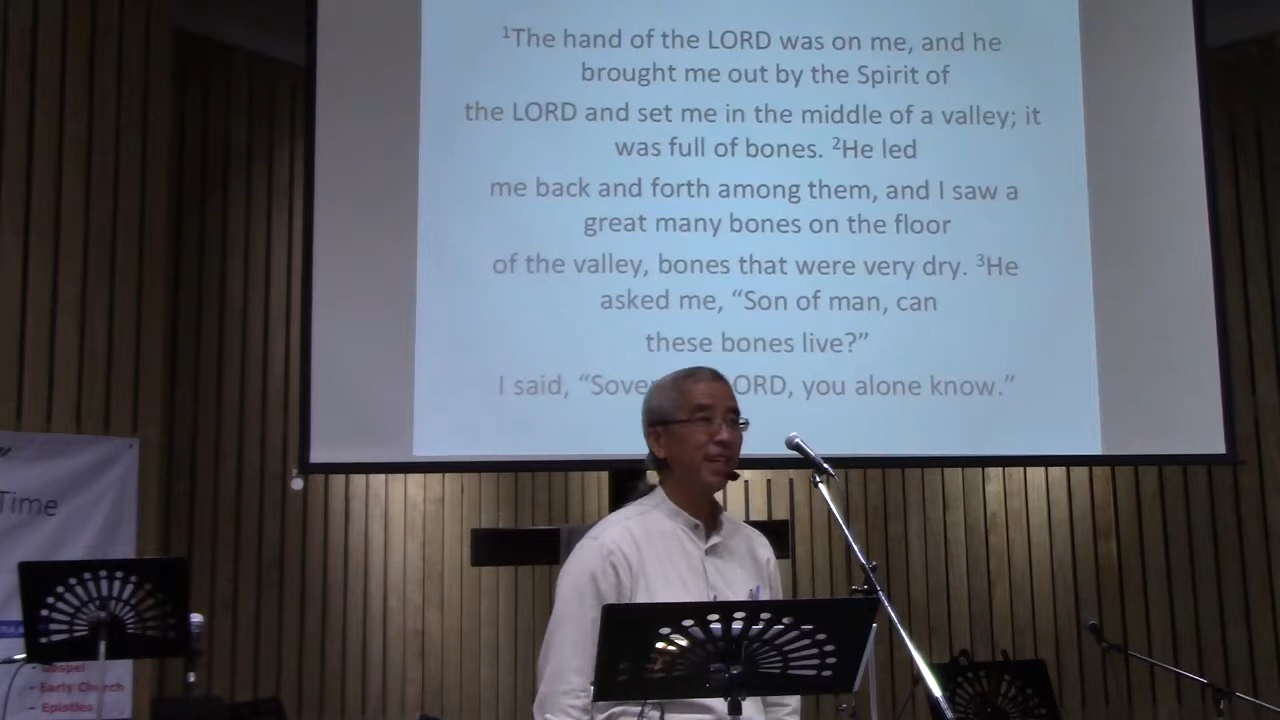 ¹The hand of the LORD was on me, and he
brought me out by the Spirit of
the LORD and set me in the middle of a valley; it
was full of bones. ²He led
me back and forth among them, and I saw a
great many bones on the floor
of the valley, bones that were very dry. ³He
asked me, “Son of man, can
these bones live?”
I said, “Sove LORD, you alone know.”
Time
- Gospel
- Early Church
- Epistles